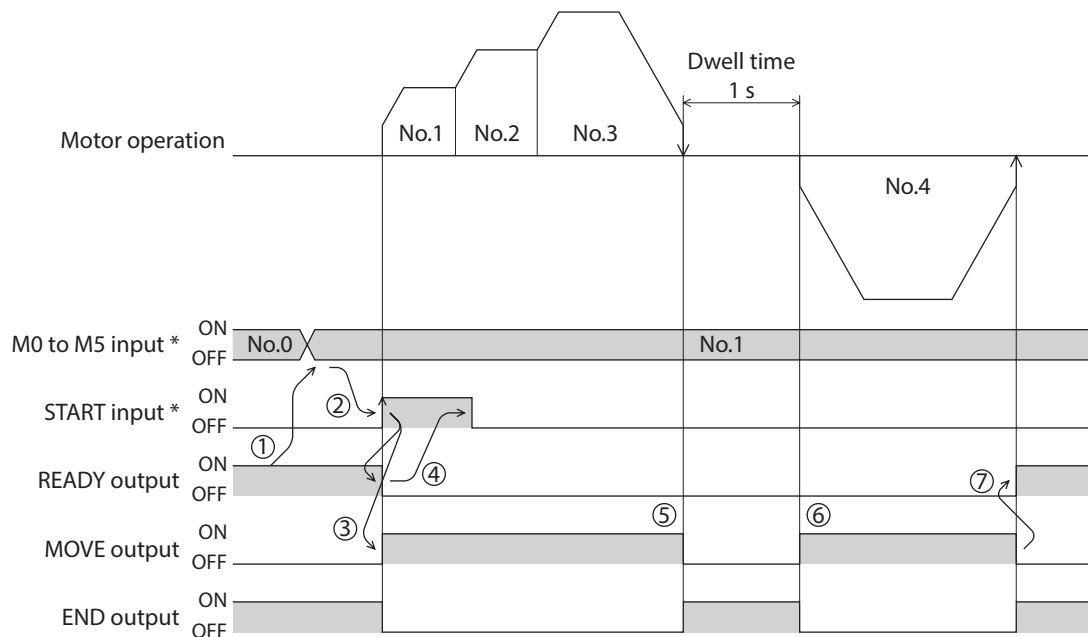 Dwell time
1 s
No.1
No.2
No.3
Motor operation
No.4
M0 to M5 input *
ON
OFF
No.0
No.1
START input *
ON
OFF
②
①
④
READY output
ON
OFF
⑦
③
⑤
⑥
MOVE output
ON
OFF
END output
ON
OFF